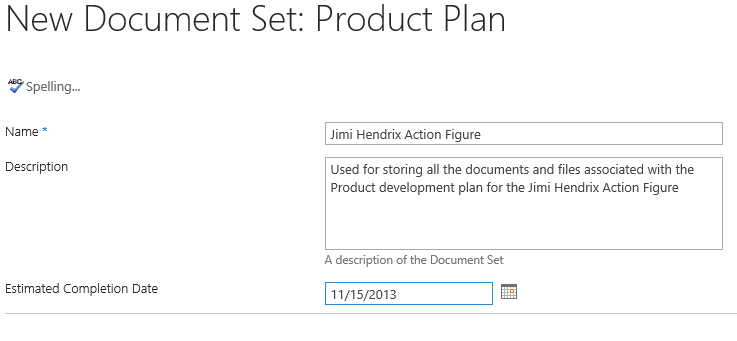 New Document Set: Product Plan
ABC Spelling...
Name * Jimi Hendrix Action Figure
Description Used for storing all the documents and files associated with the
Product development plan for the Jimi Hendrix Action Figure
A description of the Document Set
Estimated Completion Date 11/15/2013